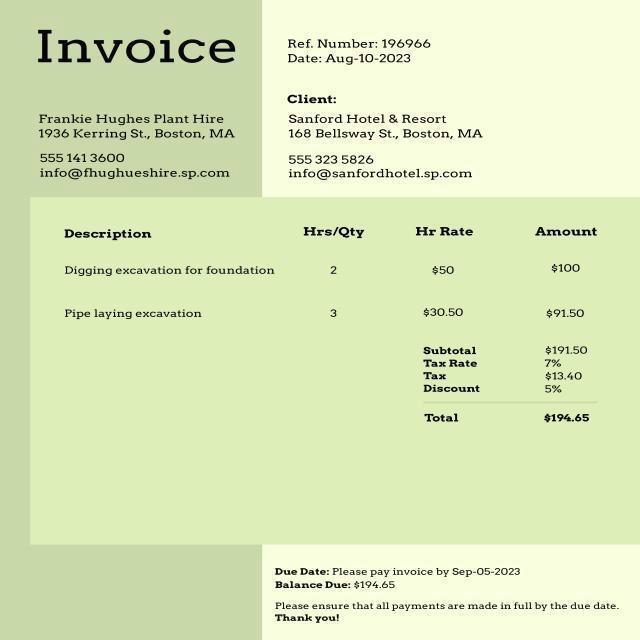 Invoice
Ref. Number: 196966
Date: Aug-10-2023
Frankie Hughes Plant Hire
1936 Kerring St., Boston, MA
555 141 3600
info@fhughueshire.sp.com
Client:
Sanford Hotel & Resort
168 Bellsway St., Boston, MA
555 323 5826
info@sanfordhotel.sp.com
Description Hrs/Qty Hr Rate Amount
Digging excavation for foundation 2 $50 $100
Pipe laying excavation 3 $30.50 $91.50
Subtotal $191.50
Tax Rate 7%
Tax $13.40
Discount 5%
Total $194.65
Due Date: Please pay invoice by Sep-05-2023
Balance Due: $194.65
Please ensure that all payments are made in full by the due date.
Thank you!